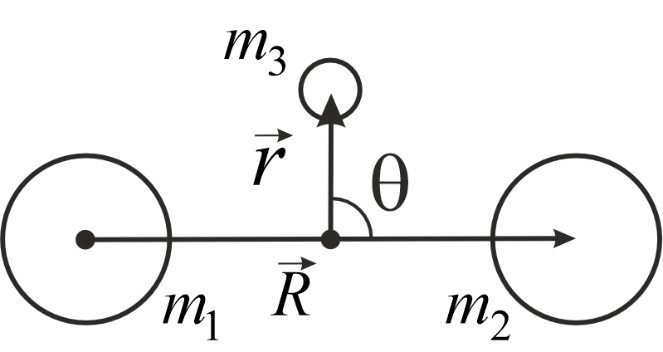 m₃
r⃗
θ
R⃗
m₁
m₂